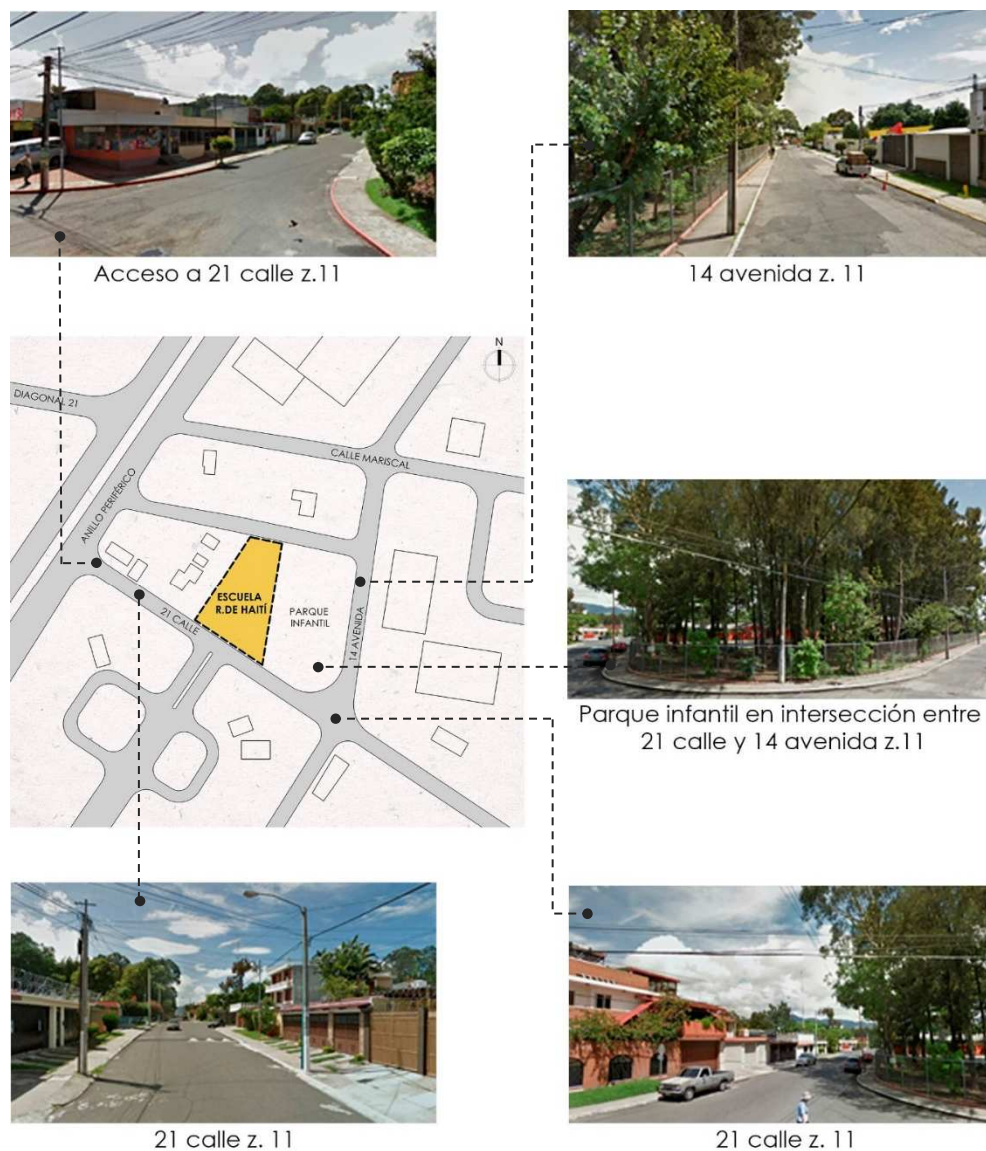 Acceso a 21 calle z.11
14 avenida z. 11
N
DIAGONAL 21
CALLE MARISCAL
ANILLO PERIFÉRICO
ESCUELA
R.DE HAITÍ
PARQUE
INFANTIL
21 CALLE
14 AVENIDA
Parque infantil en intersección entre
21 calle y 14 avenida z.11
21 calle z. 11
21 calle z. 11